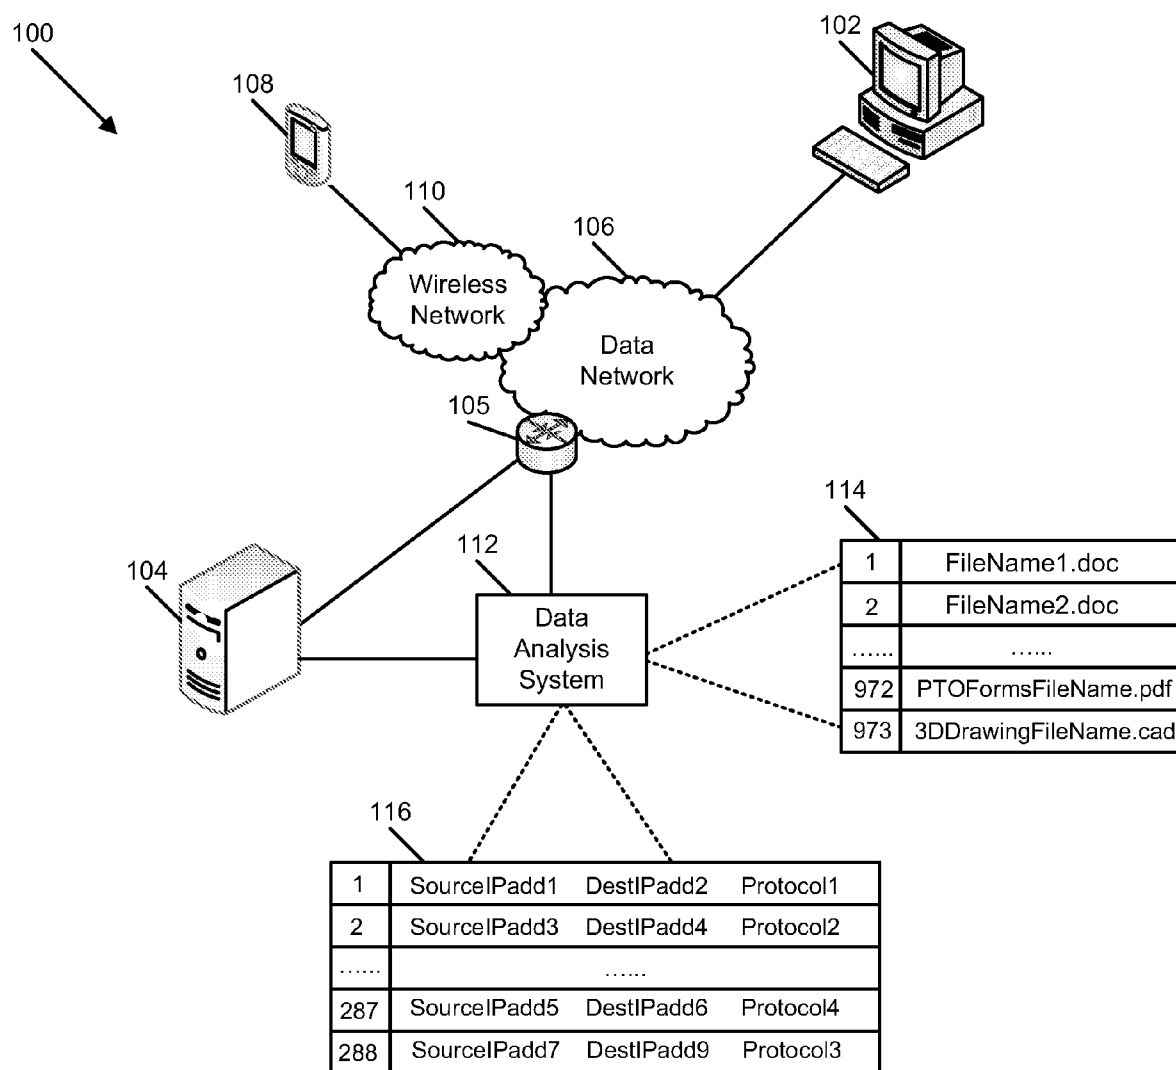 100
108
102
110
106
Wireless
Network
Data
Network
105
114
104
112
Data
Analysis
System
1 FileName1.doc
2 FileName2.doc
...... ......
972 PTOFormsFileName.pdf
973 3DDrawingFileName.cad
116
1 SourceIPadd1 DestIPadd2 Protocol1
2 SourceIPadd3 DestIPadd4 Protocol2
...... ......
287 SourceIPadd5 DestIPadd6 Protocol4
288 SourceIPadd7 DestIPadd9 Protocol3